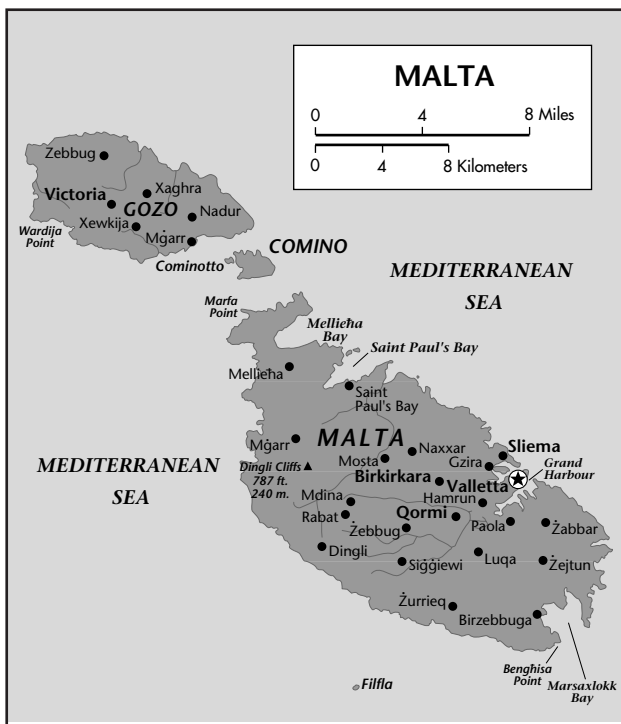 MALTA
0 4 8 Miles
0 4 8 Kilometers
Zebbug
Xaghra
Victoria
GOZO
Nadur
Xewkija
Wardija
Point
Mġarr
COMINO
Cominotto
MEDITERRANEAN
SEA
Marfa
Point
Mellieħa
Bay
Saint Paul's Bay
Mellieħa
Saint
Paul's Bay
Mġarr
MALTA
Naxxar
Sliema
Mosta
Gzira
MEDITERRANEAN
SEA
Dingli Cliffs
787 ft.
240 m.
Grand
Harbour
Birkirkara
Valletta
Mdina
Hamrun
Rabat
Qormi
Żebbug
Paola
Żabbar
Dingli
Siġġiewi
Luqa
Żejtun
Żurrieq
Birzebbuga
Benghisa
Point
Marsaxlokk
Bay
Filfla